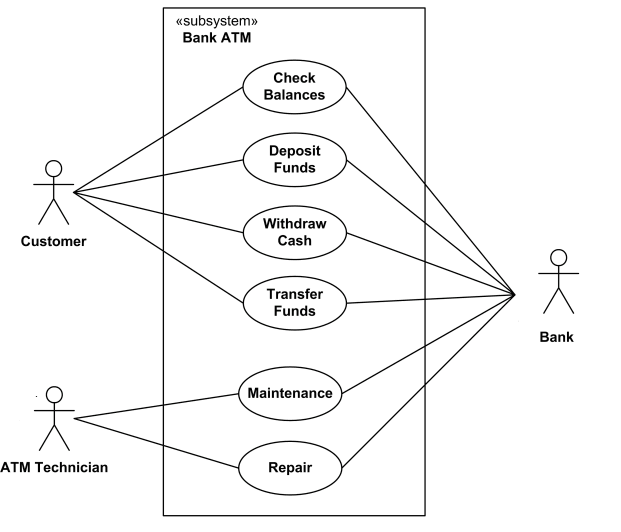 «subsystem»
Bank ATM
Check
Balances
Deposit
Funds
Withdraw
Cash
Customer
Transfer
Funds
Bank
Maintenance
ATM Technician
Repair